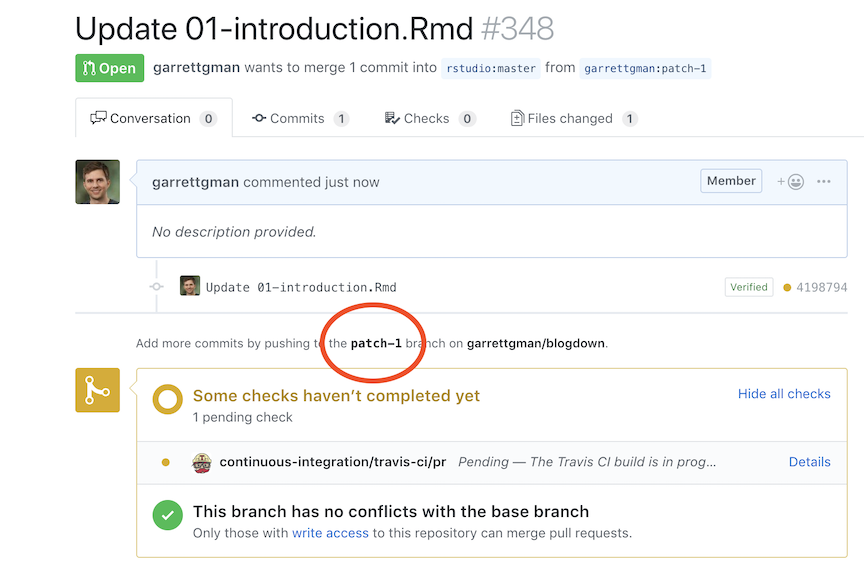 Update 01-introduction.Rmd #348
Open garrettgman wants to merge 1 commit into rstudio:master from garrettgman:patch-1
Conversation 0 Commits 1 Checks 0 Files changed 1
garrettgman commented just now Member
No description provided.
Update 01-introduction.Rmd Verified 4198794
Add more commits by pushing to the patch-1 branch on garrettgman/blogdown.
Some checks haven’t completed yet Hide all checks
1 pending check
continuous-integration/travis-ci/pr Pending — The Travis CI build is in prog... Details
This branch has no conflicts with the base branch
Only those with write access to this repository can merge pull requests.